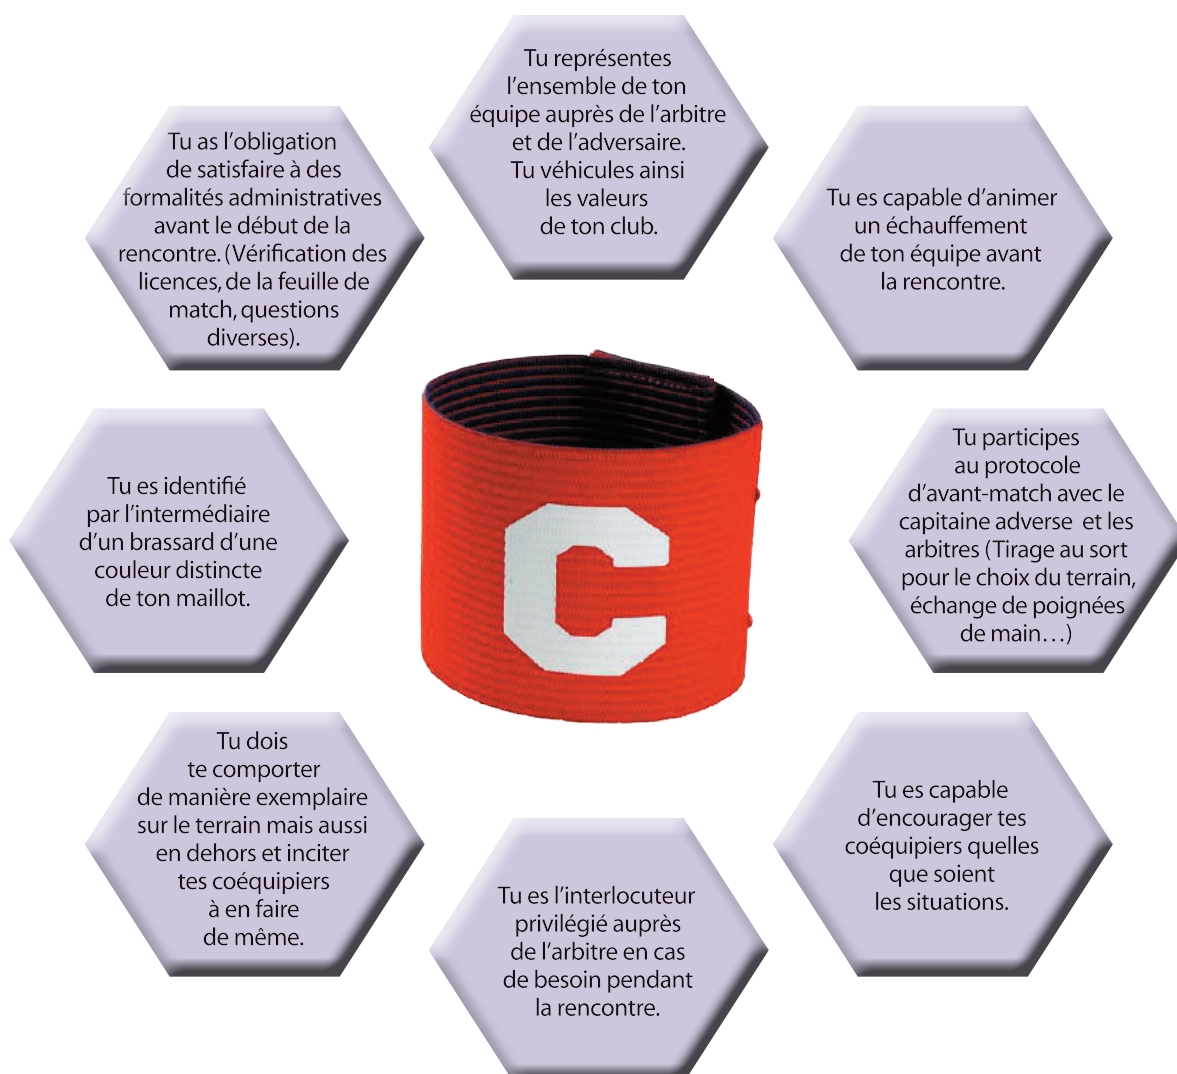 Tu représentes
l'ensemble de ton
équipe auprès de l'arbitre
et de l'adversaire.
Tu véhicules ainsi
les valeurs
de ton club.
Tu as l'obligation
de satisfaire à des
formalités administratives
avant le début de la
rencontre. (Vérification des
licences, de la feuille de
match, questions
diverses).
Tu es capable d'animer
un échauffement
de ton équipe avant
la rencontre.
Tu es identifié
par l'intermédiaire
d'un brassard d'une
couleur distincte
de ton maillot.
C
Tu participes
au protocole
d'avant-match avec le
capitaine adverse et les
arbitres (Tirage au sort
pour le choix du terrain,
échange de poignées
de main…)
Tu dois
te comporter
de manière exemplaire
sur le terrain mais aussi
en dehors et inciter
tes coéquipiers
à en faire
de même.
Tu es l'interlocuteur
privilégié auprès
de l'arbitre en cas
de besoin pendant
la rencontre.
Tu es capable
d'encourager tes
coéquipiers quelles
que soient
les situations.